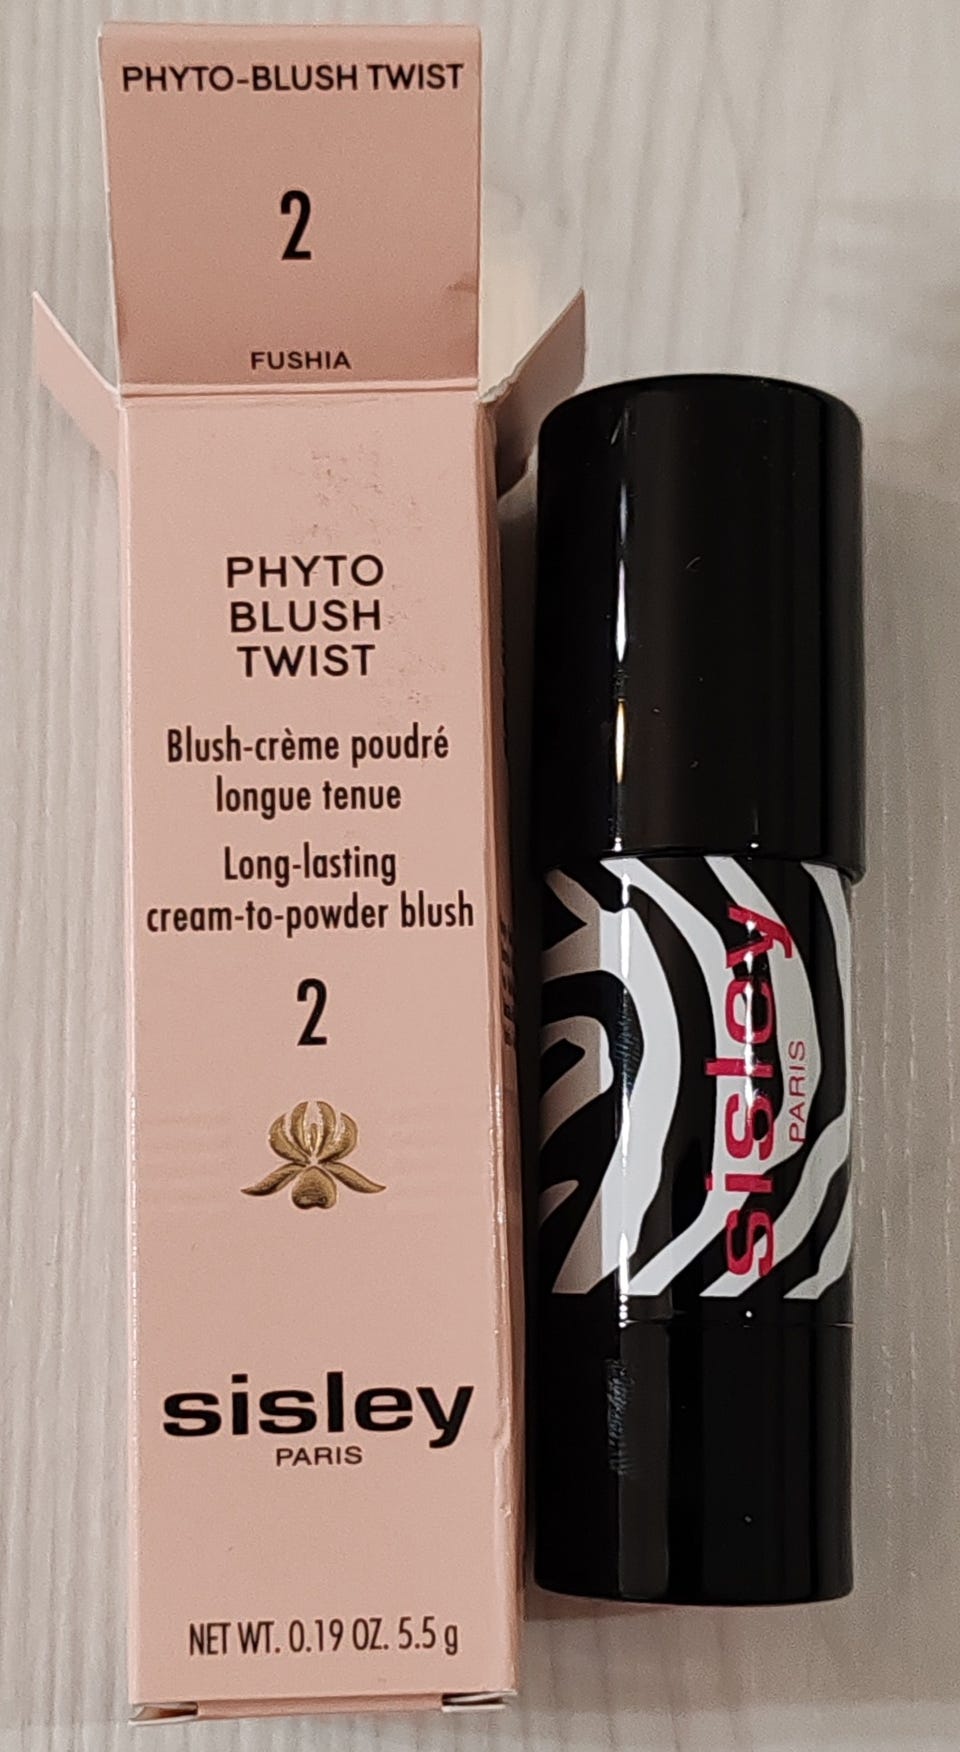 PHYTO-BLUSH TWIST
2
FUSHIA
PHYTO
BLUSH
TWIST
Blush-crème poudré
longue tenue
Long-lasting
cream-to-powder blush
2
sisley
PARIS
NET WT. 0.19 OZ. 5.5 g
sisley
PARIS